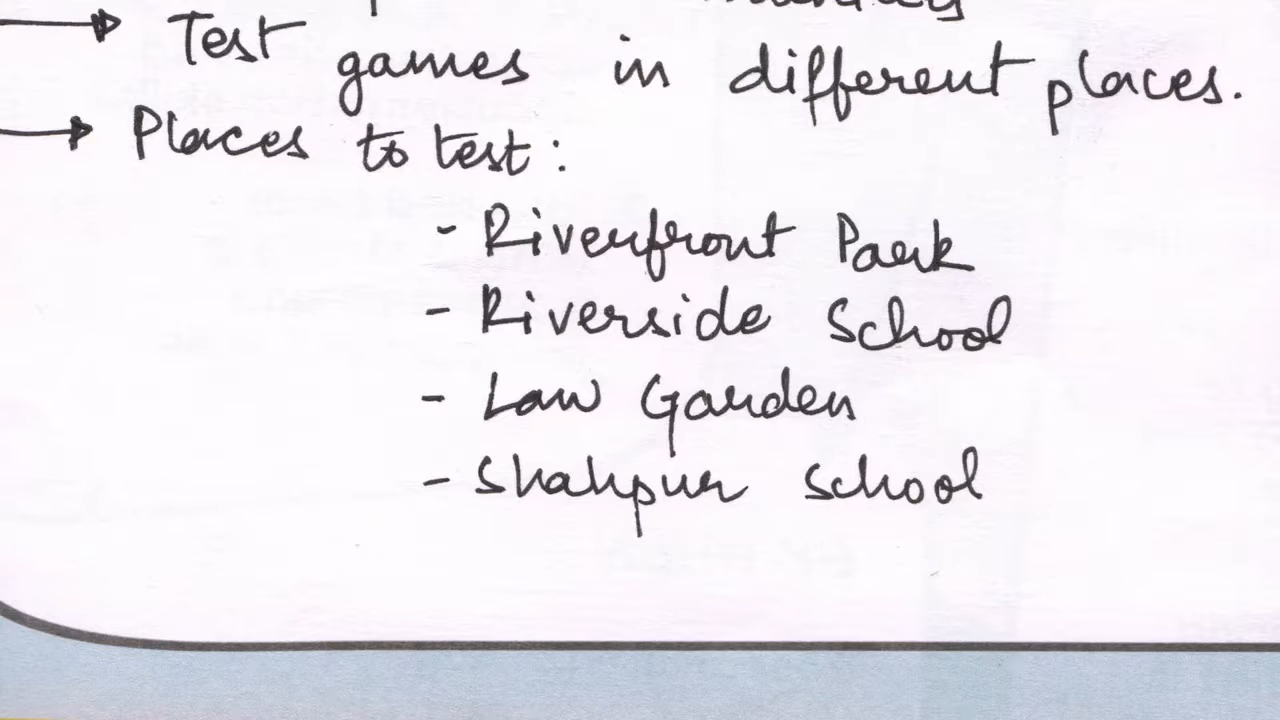 → Test games in different places.
→ Places to test:
- Riverfront Park
- Riverside School
- Law Garden
- Shahpur School